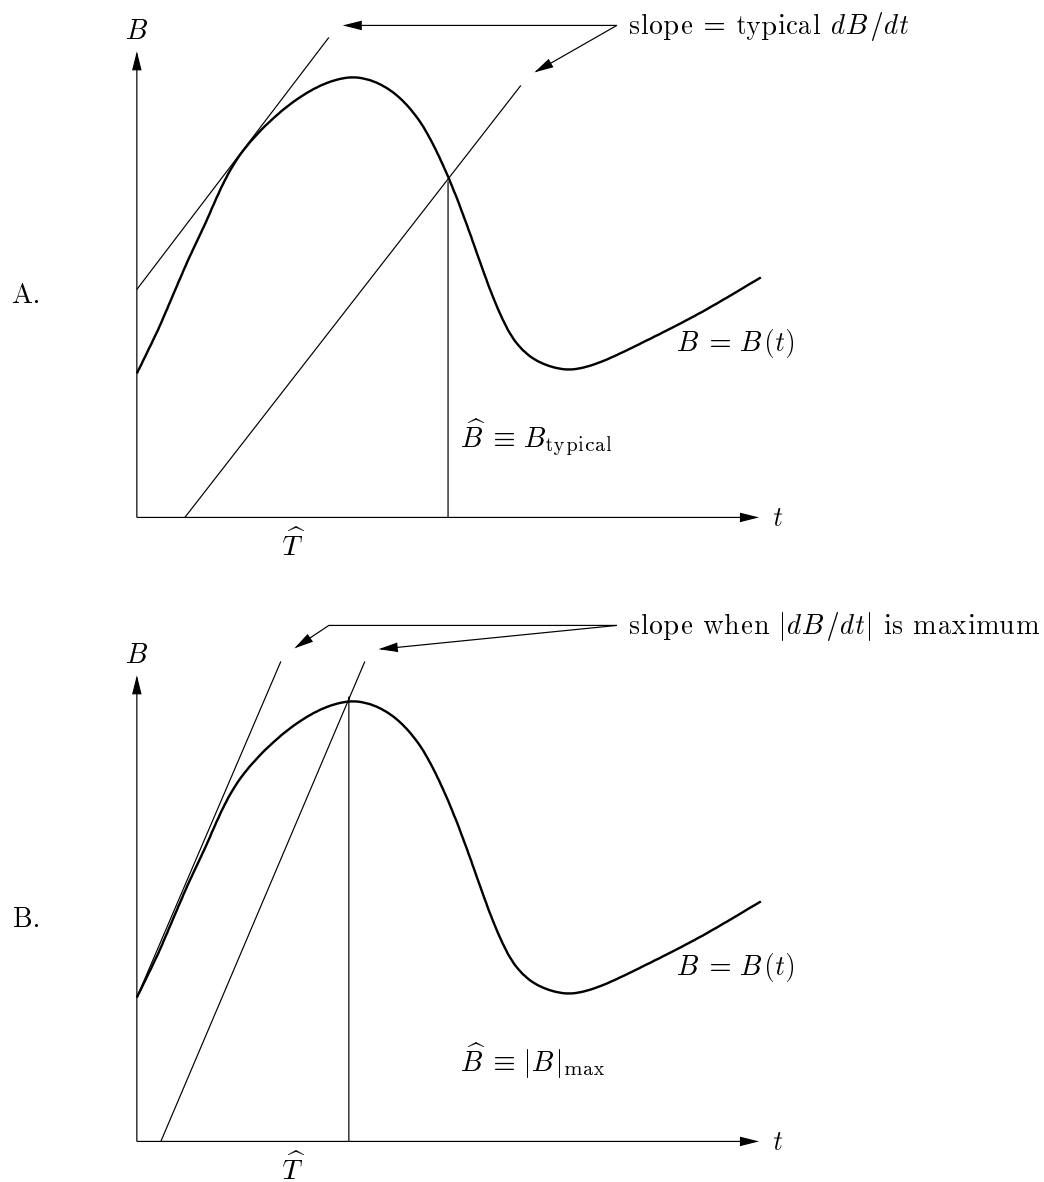 slope = typical dB/dt
B
A.
B = B(t)
B̂ ≡ B_typical
t
T̂
slope when |dB/dt| is maximum
B
B.
B = B(t)
B̂ ≡ |B|_max
t
T̂